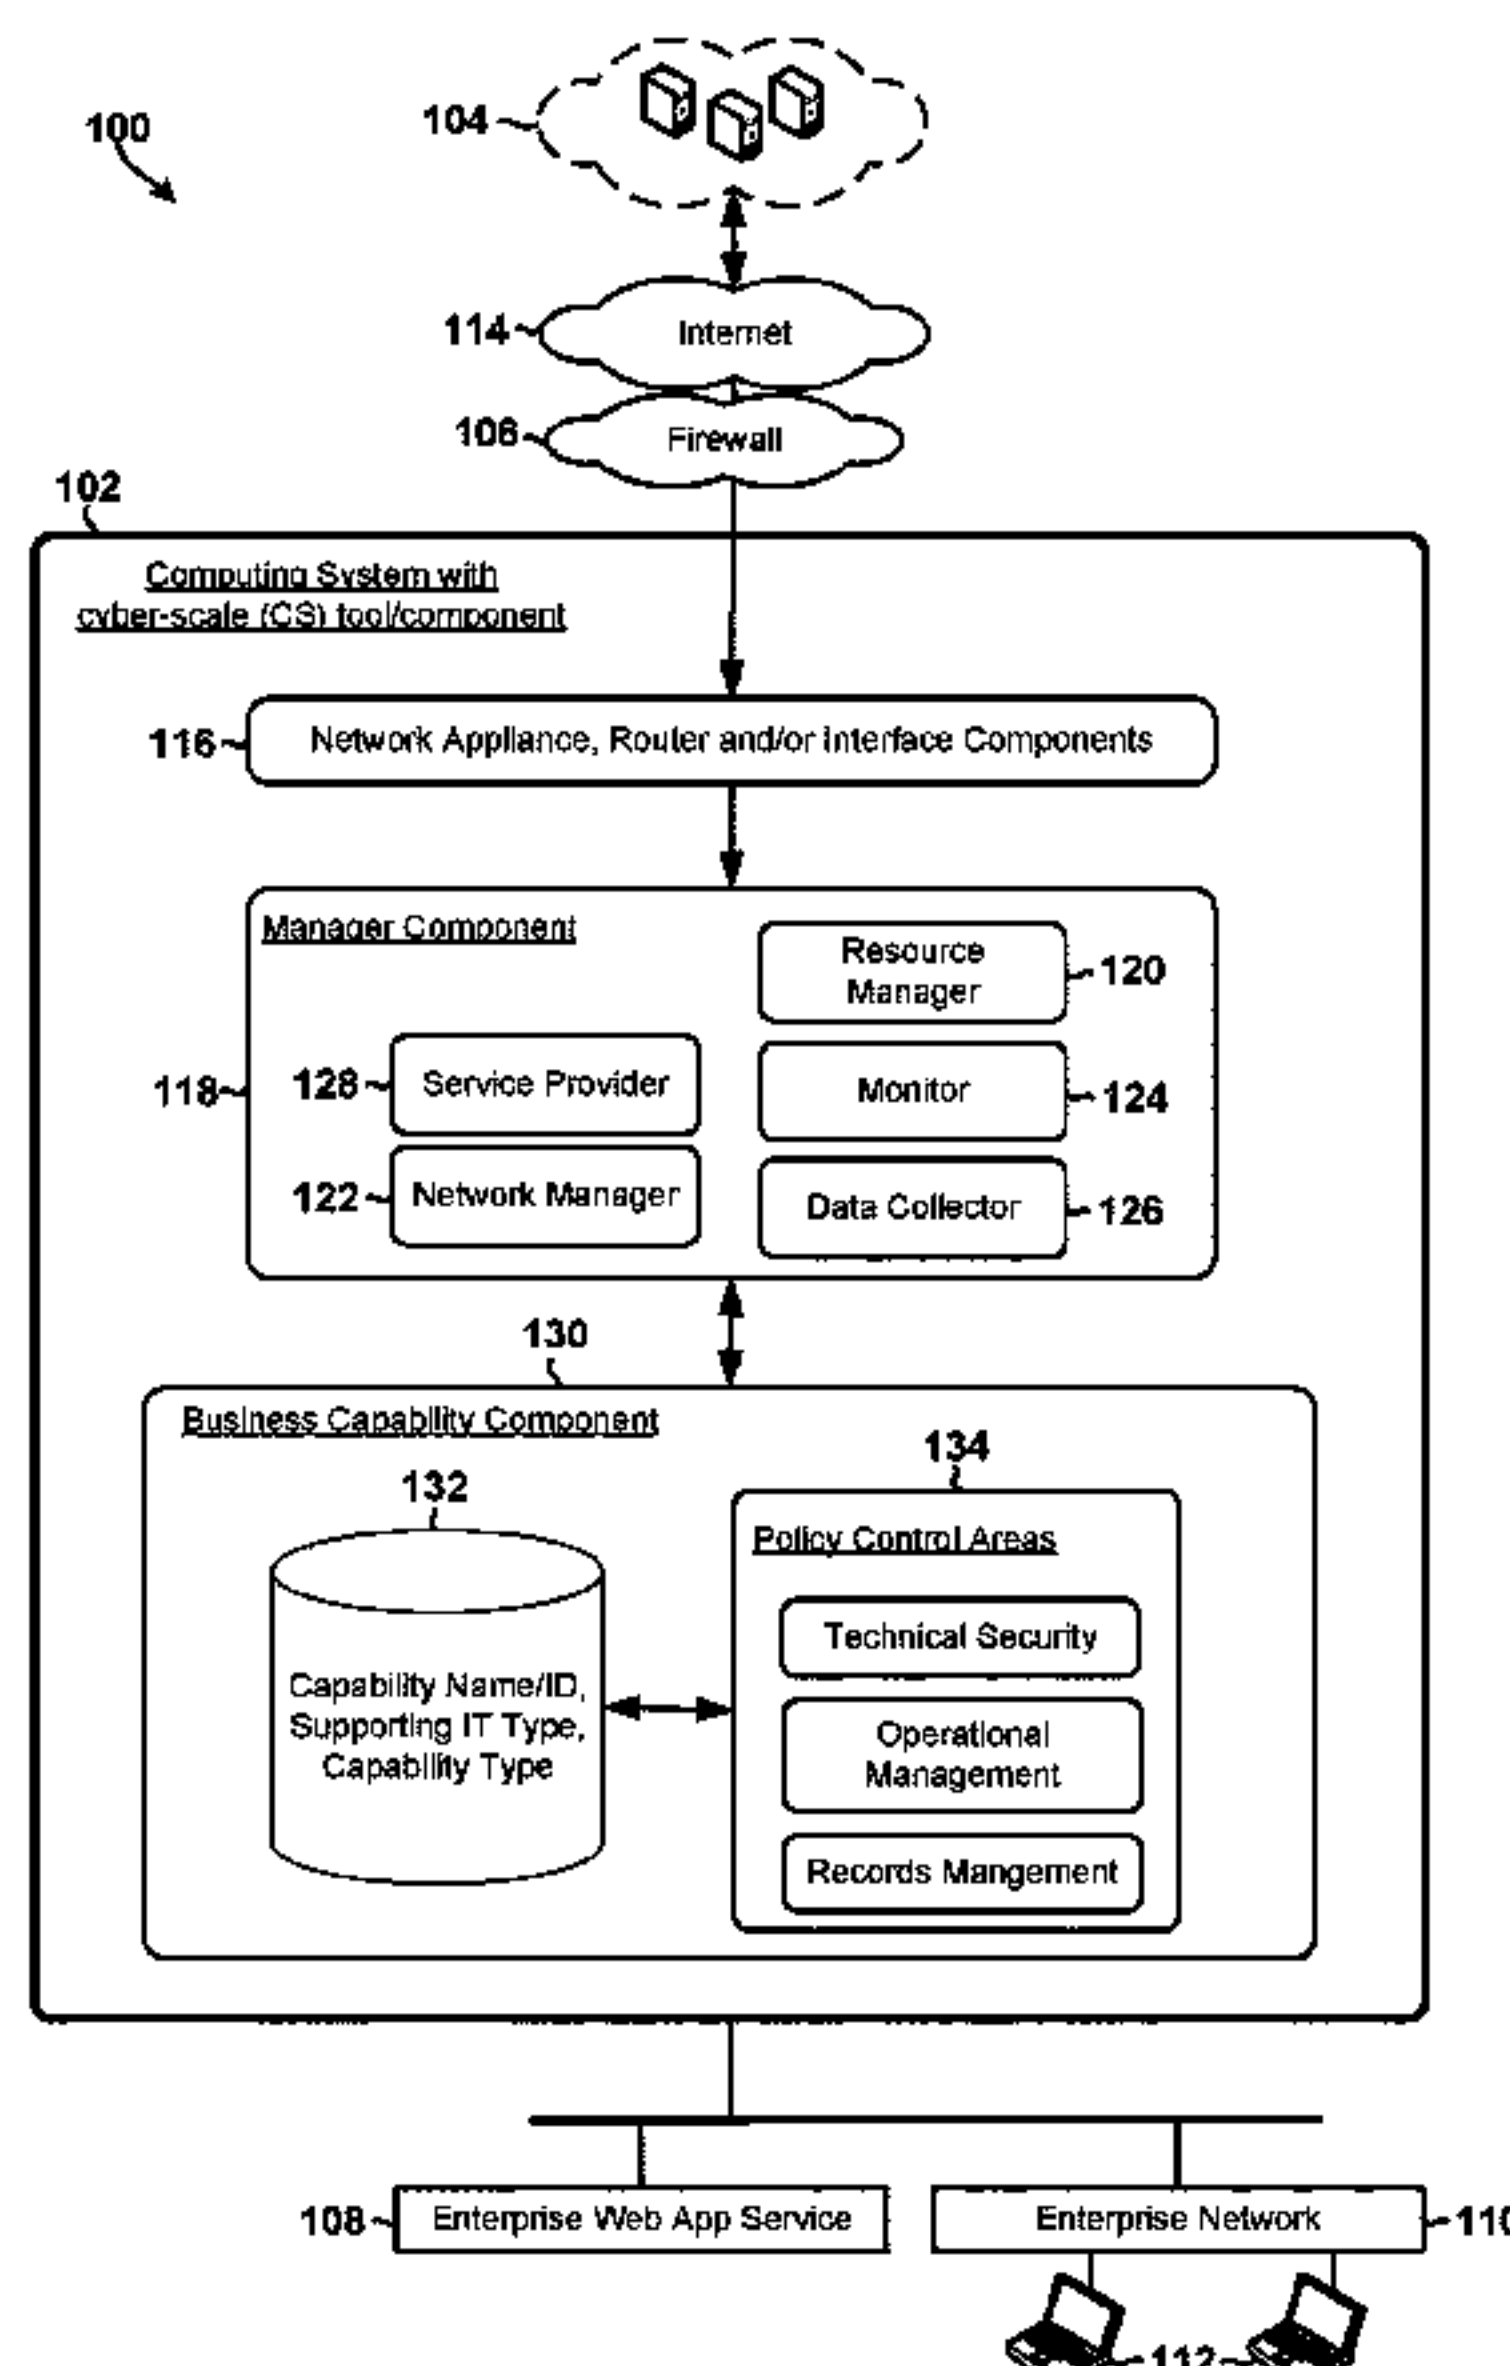 100
104
114
Internet
106
Firewall
102
Computing System with
cyber-scale (CS) tool/component
116
Network Appliance, Router and/or Interface Components
Manager Component
Resource
Manager
120
118
128
Service Provider
Monitor
124
122
Network Manager
Data Collector
126
130
Business Capability Component
134
132
Policy Control Areas
Technical Security
Capability Name/ID,
Supporting IT Type,
Capability Type
Operational
Management
Records Mangement
108
Enterprise Web App Service
Enterprise Network
110
112